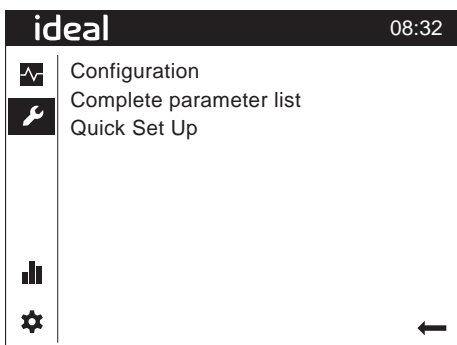 ideal 08:32
Configuration
Complete parameter list
Quick Set Up